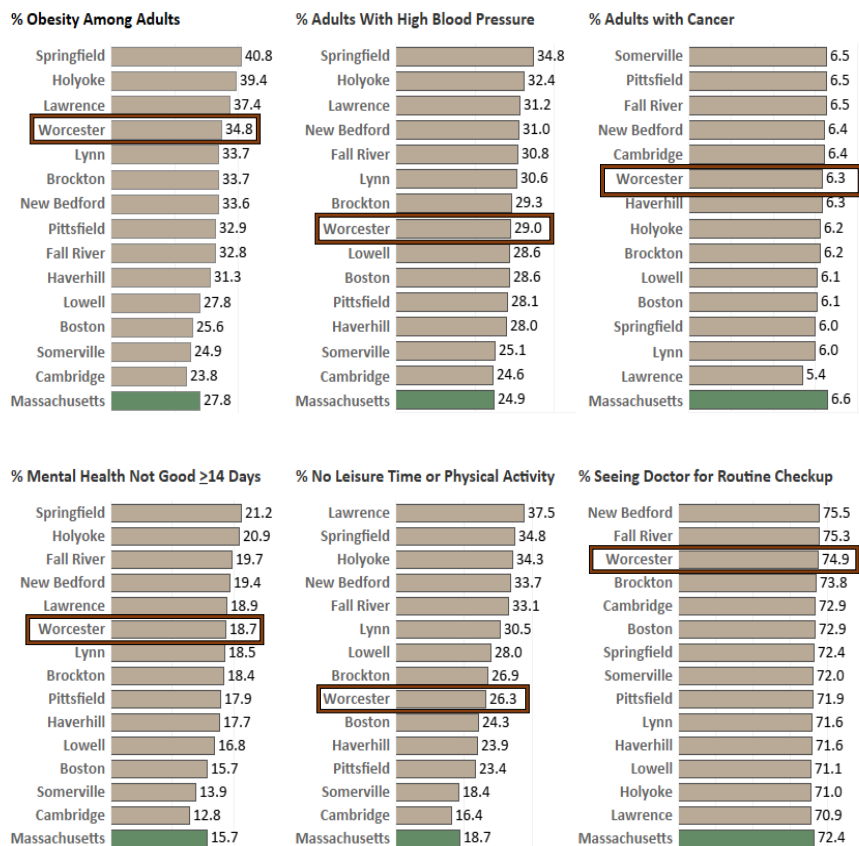 % Obesity Among Adults
Springfield 40.8
Holyoke 39.4
Lawrence 37.4
Worcester 34.8
Lynn 33.7
Brockton 33.7
New Bedford 33.6
Pittsfield 32.9
Fall River 32.8
Haverhill 31.3
Lowell 27.8
Boston 25.6
Somerville 24.9
Cambridge 23.8
Massachusetts 27.8
% Adults With High Blood Pressure
Springfield 34.8
Holyoke 32.4
Lawrence 31.2
New Bedford 31.0
Fall River 30.8
Lynn 30.6
Brockton 29.3
Worcester 29.0
Lowell 28.6
Boston 28.6
Pittsfield 28.1
Haverhill 28.0
Somerville 25.1
Cambridge 24.6
Massachusetts 24.9
% Adults with Cancer
Somerville 6.5
Pittsfield 6.5
Fall River 6.5
New Bedford 6.4
Cambridge 6.4
Worcester 6.3
Haverhill 6.3
Holyoke 6.2
Brockton 6.2
Lowell 6.1
Boston 6.1
Springfield 6.0
Lynn 6.0
Lawrence 5.4
Massachusetts 6.6
% Mental Health Not Good ≥14 Days
Springfield 21.2
Holyoke 20.9
Fall River 19.7
New Bedford 19.4
Lawrence 18.9
Worcester 18.7
Lynn 18.5
Brockton 18.4
Pittsfield 17.9
Haverhill 17.7
Lowell 16.8
Boston 15.7
Somerville 13.9
Cambridge 12.8
Massachusetts 15.7
% No Leisure Time or Physical Activity
Lawrence 37.5
Springfield 34.8
Holyoke 34.3
New Bedford 33.7
Fall River 33.1
Lynn 30.5
Lowell 28.0
Brockton 26.9
Worcester 26.3
Boston 24.3
Haverhill 23.9
Pittsfield 23.4
Somerville 18.4
Cambridge 16.4
Massachusetts 18.7
% Seeing Doctor for Routine Checkup
New Bedford 75.5
Fall River 75.3
Worcester 74.9
Brockton 73.8
Cambridge 72.9
Boston 72.9
Springfield 72.4
Somerville 72.0
Pittsfield 71.9
Lynn 71.6
Haverhill 71.6
Lowell 71.1
Holyoke 71.0
Lawrence 70.9
Massachusetts 72.4